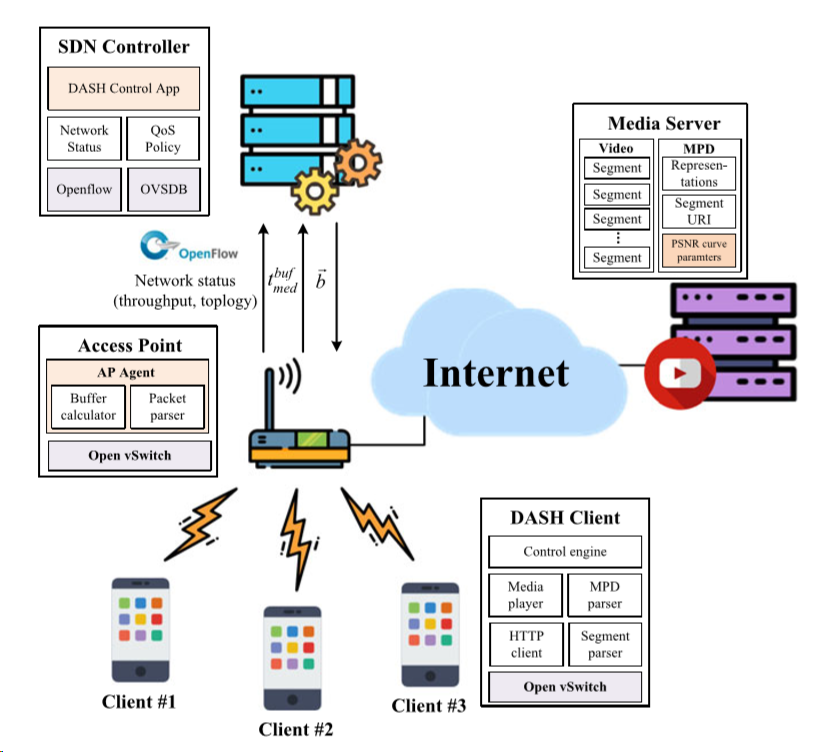 SDN Controller
DASH Control App
Network
Status
QoS
Policy
Openflow
OVSDB
OpenFlow
Network status
(throughput, toplogy)
t_{med}^{buf}
\vec{b}
Media Server
Video
Segment
Segment
Segment
⋮
Segment
MPD
Represen-
tations
Segment
URI
PSNR curve
paramters
Access Point
AP Agent
Buffer
calculator
Packet
parser
Open vSwitch
Internet
DASH Client
Control engine
Media
player
MPD
parser
HTTP
client
Segment
parser
Open vSwitch
Client #1
Client #2
Client #3